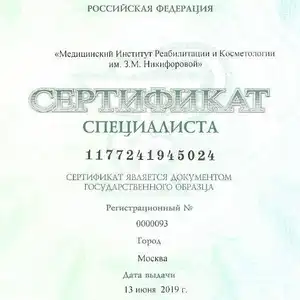 РОССИЙСКАЯ ФЕДЕРАЦИЯ
«Медицинский Институт Реабилитации и Косметологии
им. З.М. Никифоровой»
СЕРТИФИКАТ
СПЕЦИАЛИСТА
1177241945024
СЕРТИФИКАТ ЯВЛЯЕТСЯ ДОКУМЕНТОМ
ГОСУДАРСТВЕННОГО ОБРАЗЦА
Регистрационный №
0000093
Город
Москва
Дата выдачи
13 июня 2019 г.